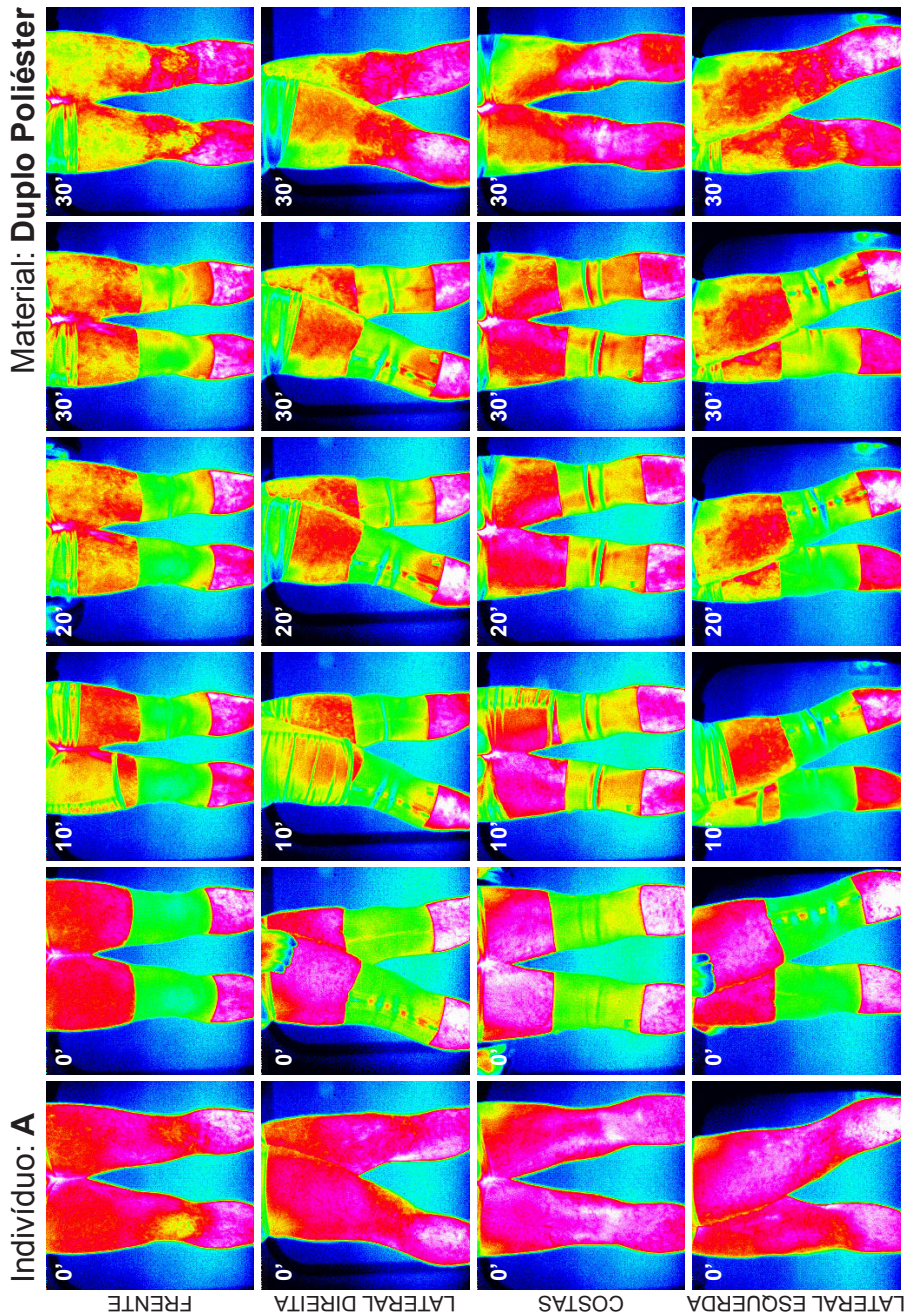 Indivíduo: A
Material: Duplo Poliéster
FRENTE
0' 0' 10' 20' 30' 30'
LATERAL DIREITA
0' 0' 10' 20' 30' 30'
COSTAS
0' 0' 10' 20' 30' 30'
LATERAL ESQUERDA
0' 0' 10' 20' 30' 30'